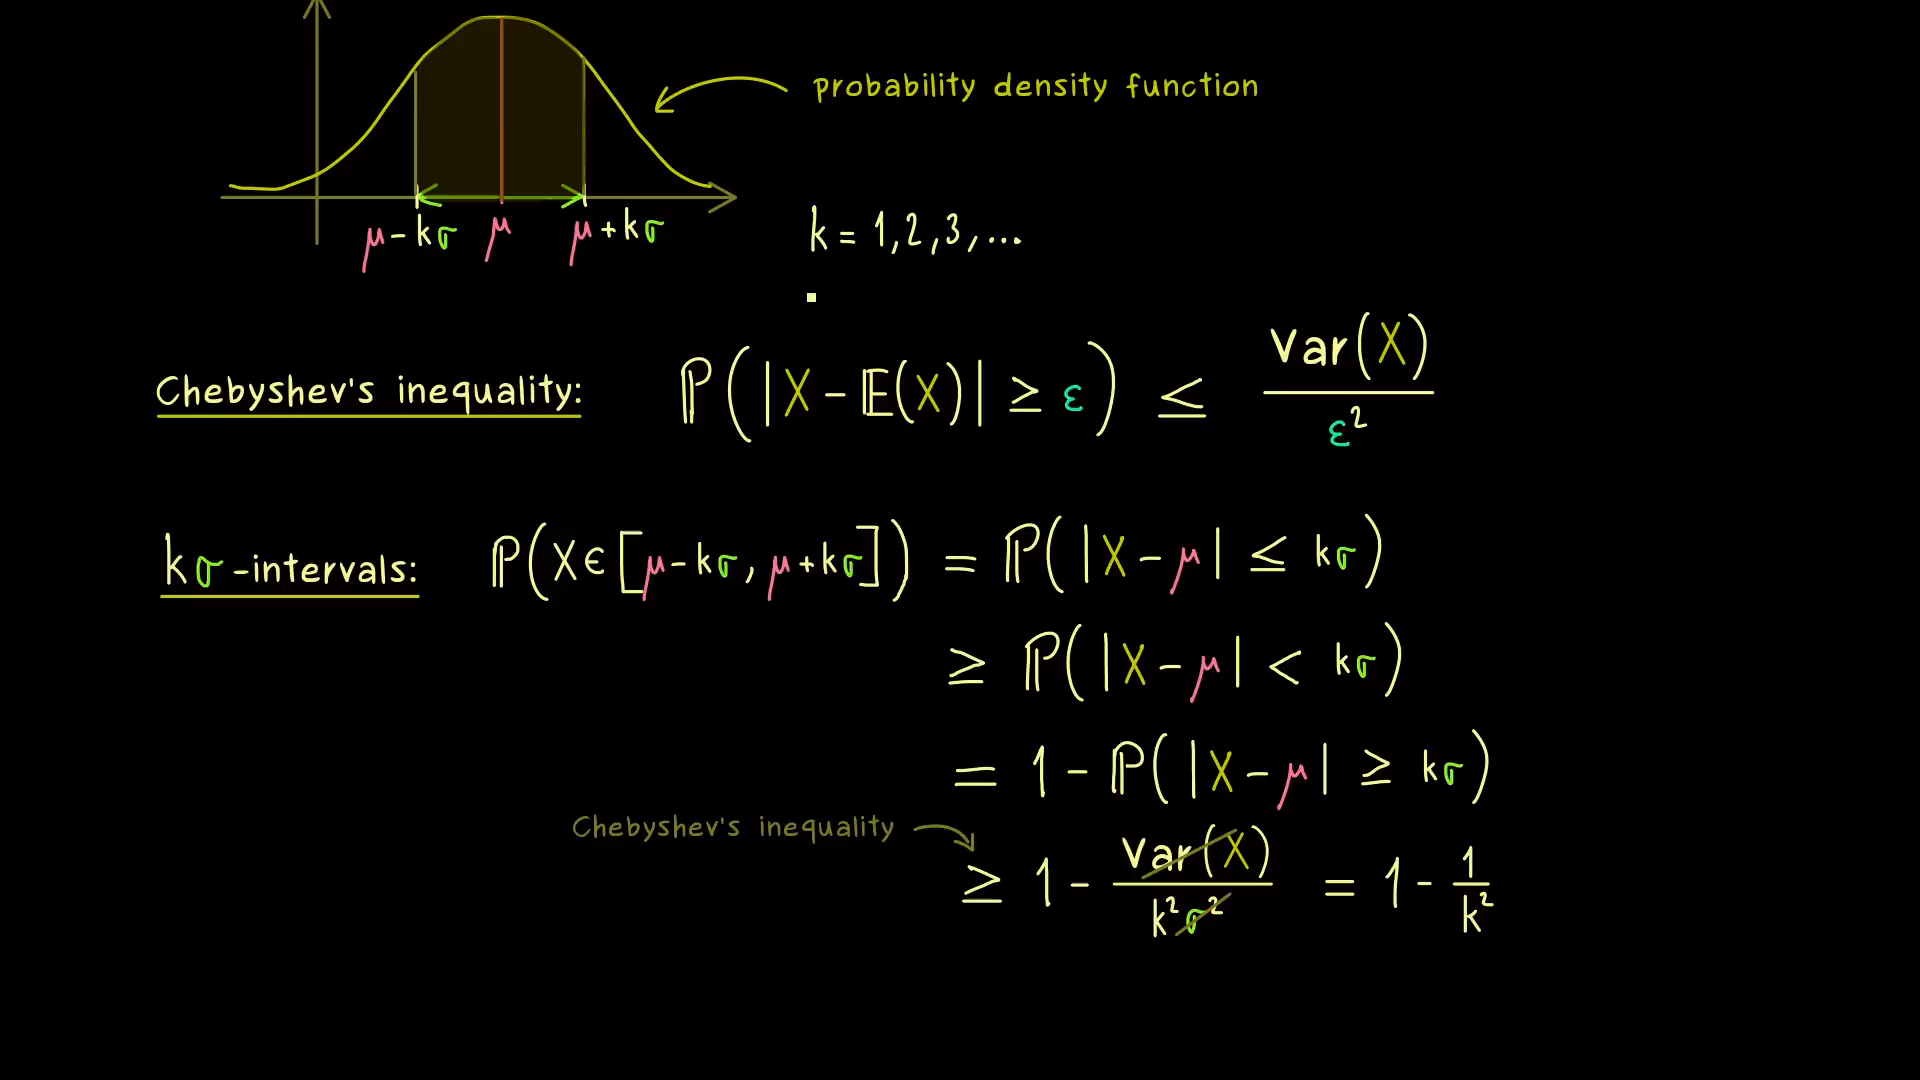 probability density function
μ-kσ μ μ+kσ
k = 1,2,3,...
Chebyshev's inequality: ℙ(|X - 𝔼(X)| ≥ ε) ≤ Var(X) / ε²
kσ-intervals: ℙ(X∈[μ-kσ, μ+kσ]) = ℙ(|X-μ| ≤ kσ)
≥ ℙ(|X-μ| < kσ)
= 1 - ℙ(|X-μ| ≥ kσ)
Chebyshev's inequality
≥ 1 - Var(X) / k²σ² = 1 - 1/k²